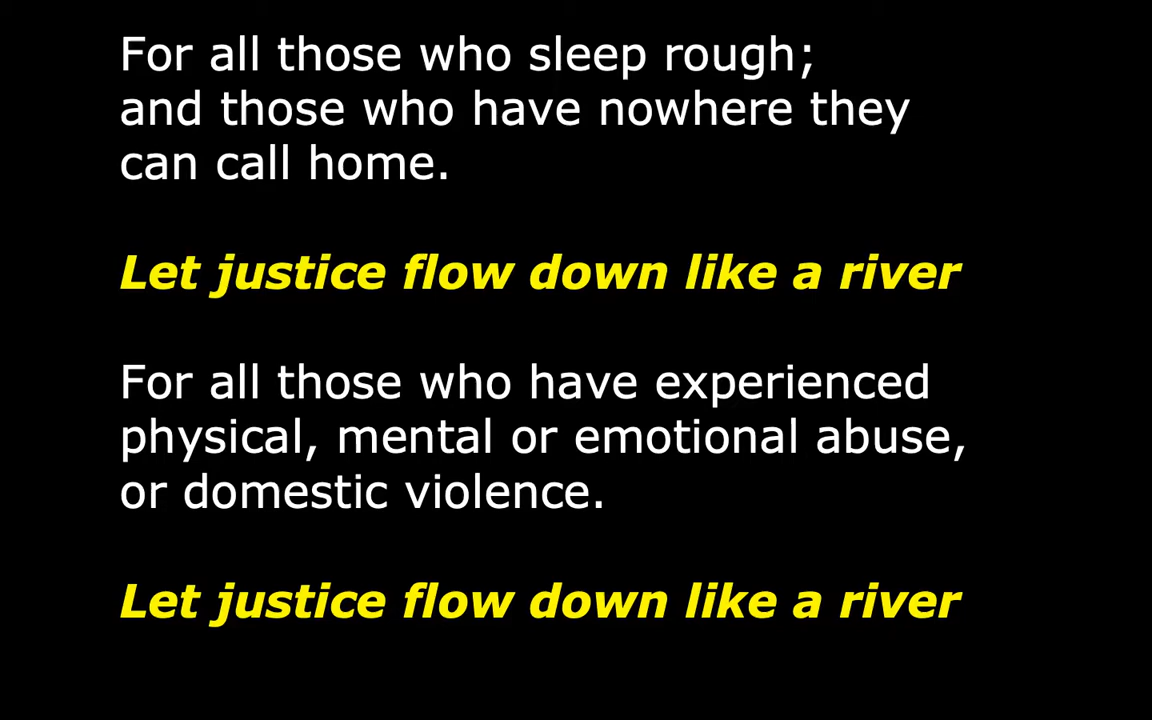 For all those who sleep rough;
and those who have nowhere they
can call home.
Let justice flow down like a river
For all those who have experienced
physical, mental or emotional abuse,
or domestic violence.
Let justice flow down like a river